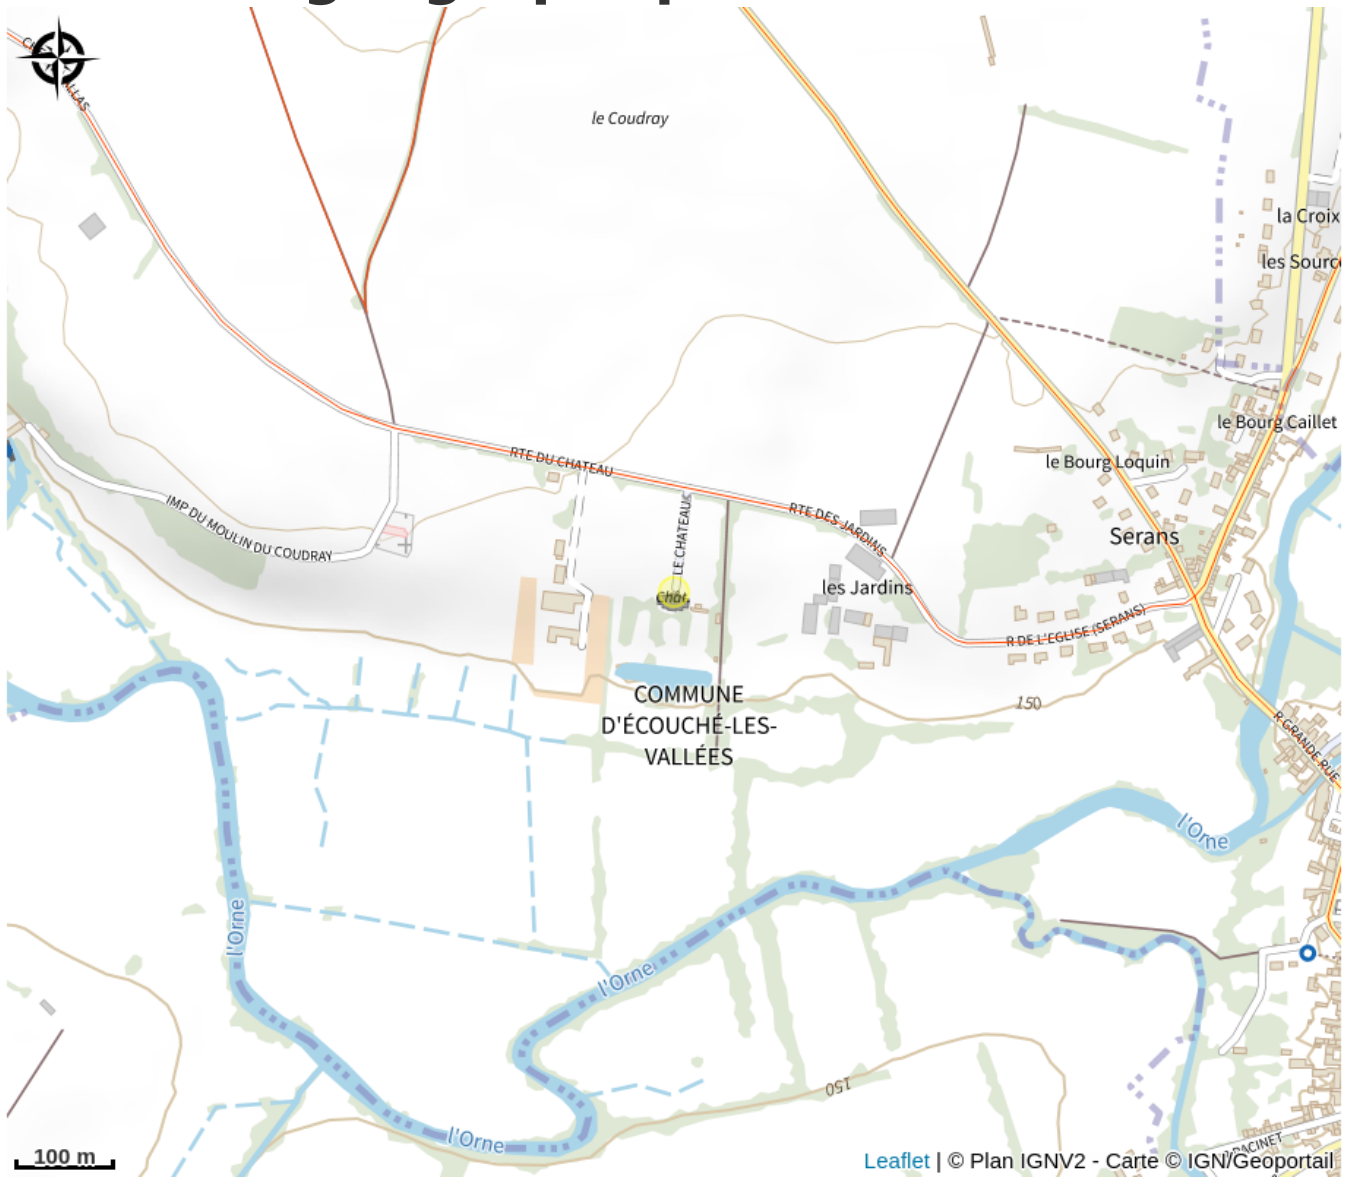 le Coudray
la Croix
les Sourc
le Bourg Caillet
le Bourg Loquin
RTE DU CHATEAU
RTE DES JARDINS
IMP DU MOULIN DU COUDRAY
LE CHATEAU
Serans
les Jardins
Chât.
R DE L'EGLISE (SERANS)
COMMUNE
D'ÉCOUCHÉ-LES-
VALLÉES
150
R GRANDE RUE
l'Orne
l'Orne
l'Orne
150
l'Orne
RACINET
100 m
Leaflet | © Plan IGNV2 - Carte © IGN/Geoportail